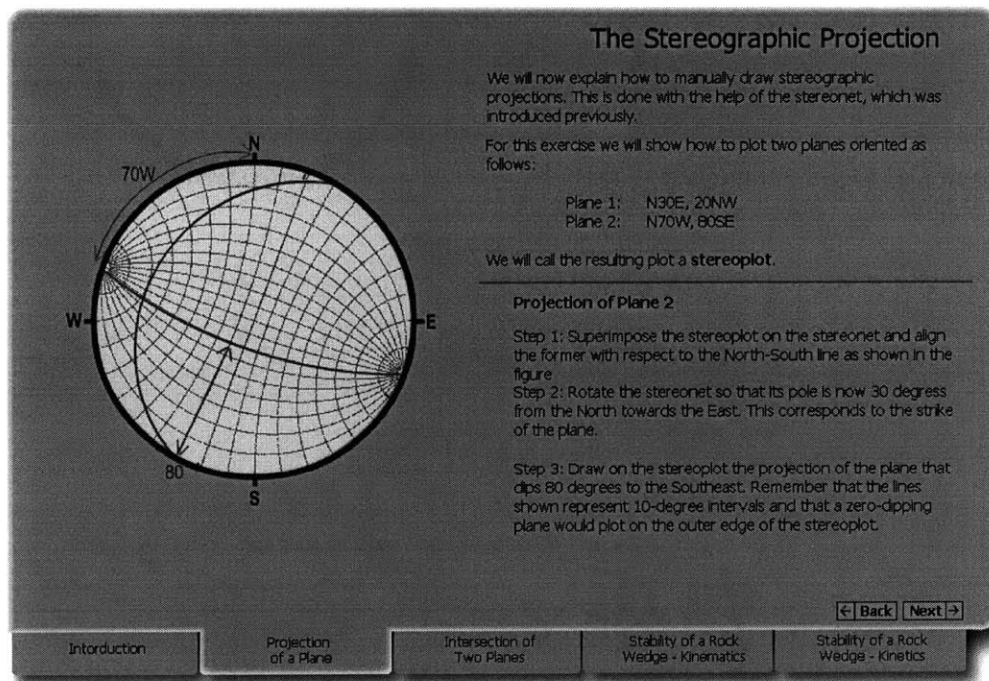 The Stereographic Projection
We will now explain how to manually draw stereographic
projections. This is done with the help of the stereonet, which was
introduced previously.
For this exercise we will show how to plot two planes oriented as
follows:
Plane 1: N30E, 20NW
Plane 2: N70W, 80SE
We will call the resulting plot a stereoplot.
Projection of Plane 2
Step 1: Superimpose the stereoplot on the stereonet and align
the former with respect to the North-South line as shown in the
figure
Step 2: Rotate the stereonet so that its pole is now 30 degress
from the North towards the East. This corresponds to the strike
of the plane.
Step 3: Draw on the stereoplot the projection of the plane that
dips 80 degrees to the Southeast. Remember that the lines
shown represent 10-degree intervals and that a zero-dipping
plane would plot on the outer edge of the stereoplot.
N
70W
W
E
80
S
← Back Next →
Intorduction
Projection
of a Plane
Intersection of
Two Planes
Stability of a Rock
Wedge - Kinematics
Stability of a Rock
Wedge - Kinetics